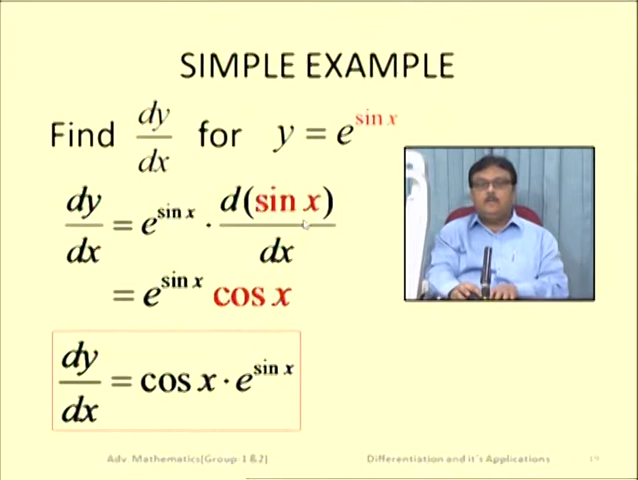 SIMPLE EXAMPLE
Find dy/dx for y = e^sin x
dy/dx = e^sin x · d(sin x)/dx
= e^sin x cos x
dy/dx = cos x · e^sin x
Adv. Mathematics(Group-1 &2) Differentiation and it's Applications 19